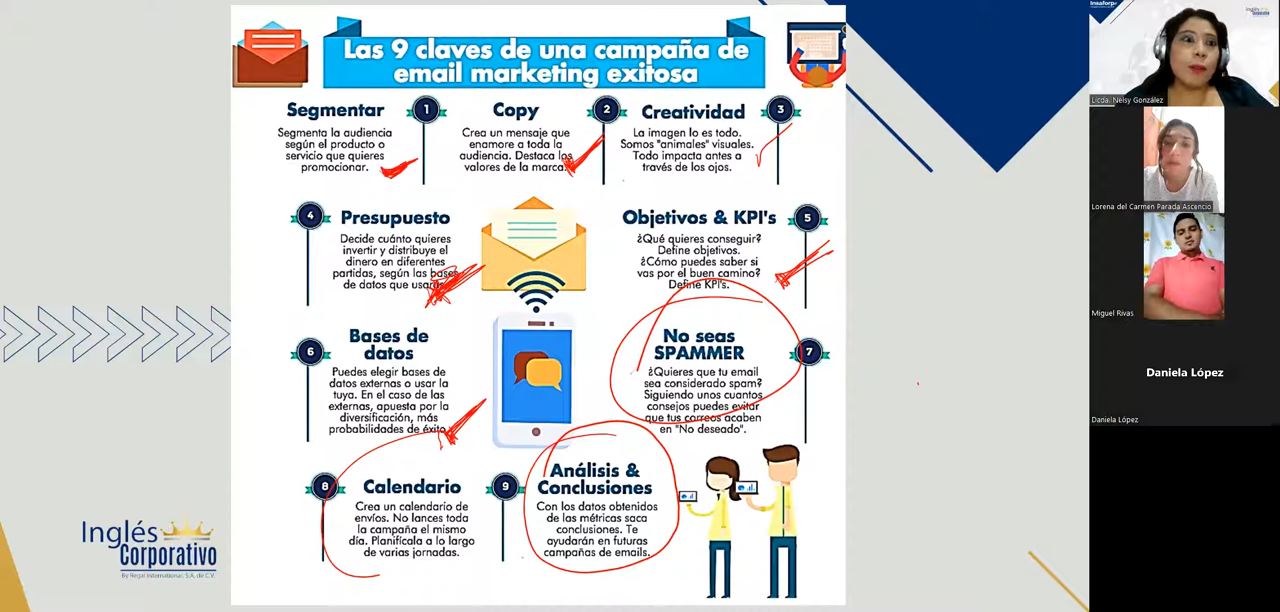 Las 9 claves de una campaña de
email marketing exitosa
Segmentar
1
Segmenta la audiencia
según el producto o
servicio que quieres
promocionar.
Copy
2
Crea un mensaje que
enamore a toda la
audiencia. Destaca los
valores de la marca.
Creatividad
3
La imagen lo es todo.
Somos "animales" visuales.
Todo impacta antes a
través de los ojos.
4
Presupuesto
Decide cuánto quieres
invertir y distribuye el
dinero en diferentes
partidas, según las bases
de datos que usarás.
Objetivos & KPI's
5
¿Qué quieres conseguir?
Define objetivos.
¿Cómo puedes saber si
vas por el buen camino?
Define KPI's.
6
Bases de
datos
Puedes elegir bases de
datos externas o usar la
tuya. En el caso de las
externas, apuesta por la
diversificación, más
probabilidades de éxito.
No seas
SPAMMER
7
¿Quieres que tu email
sea considerado spam?
Siguiendo unos cuantos
consejos puedes evitar
que tus correos acaben
en "No deseado".
8
Calendario
Crea un calendario de
envíos. No lances toda
la campaña el mismo
día. Planifícala a lo largo
de varias jornadas.
9
Análisis &
Conclusiones
Con los datos obtenidos
de las métricas saca
conclusiones. Te
ayudarán en futuras
campañas de emails.
Inglés
Corporativo
By Regal International, S.A. de C.V.
Insaforp
Licda. Neisy González
Lorena del Carmen Parada Ascencio
Miguel Rivas
Daniela López
Daniela López